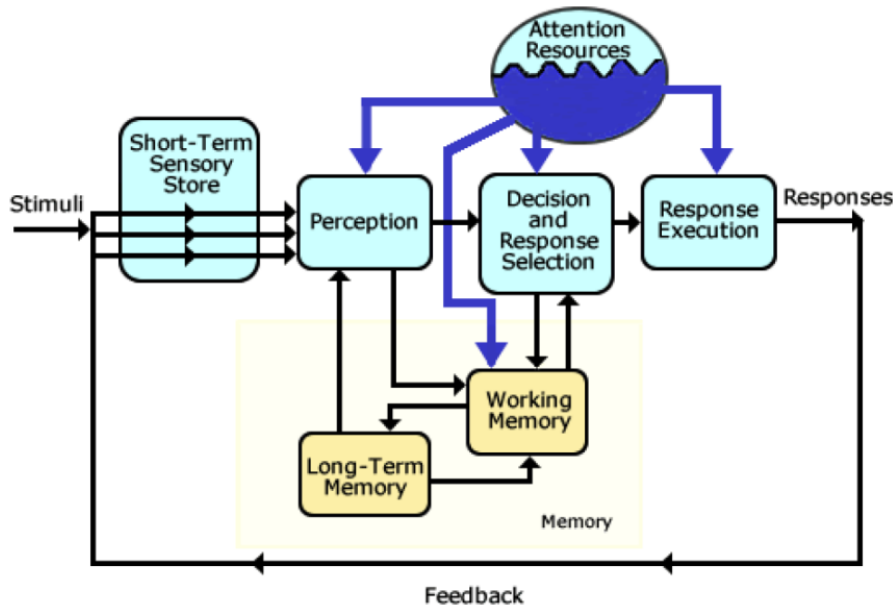 Attention
Resources
Short-Term
Sensory
Store
Stimuli
Perception
Decision
and
Response
Selection
Response
Execution
Responses
Working
Memory
Long-Term
Memory
Memory
Feedback